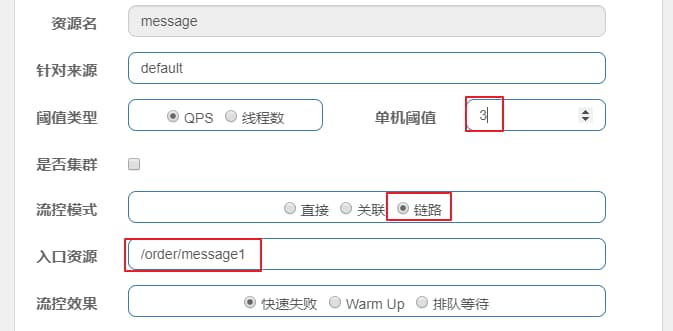 资源名 message
针对来源 default
阈值类型 QPS 线程数 单机阈值 3
是否集群
流控模式 直接 关联 链路
入口资源 /order/message1
流控效果 快速失败 Warm Up 排队等待